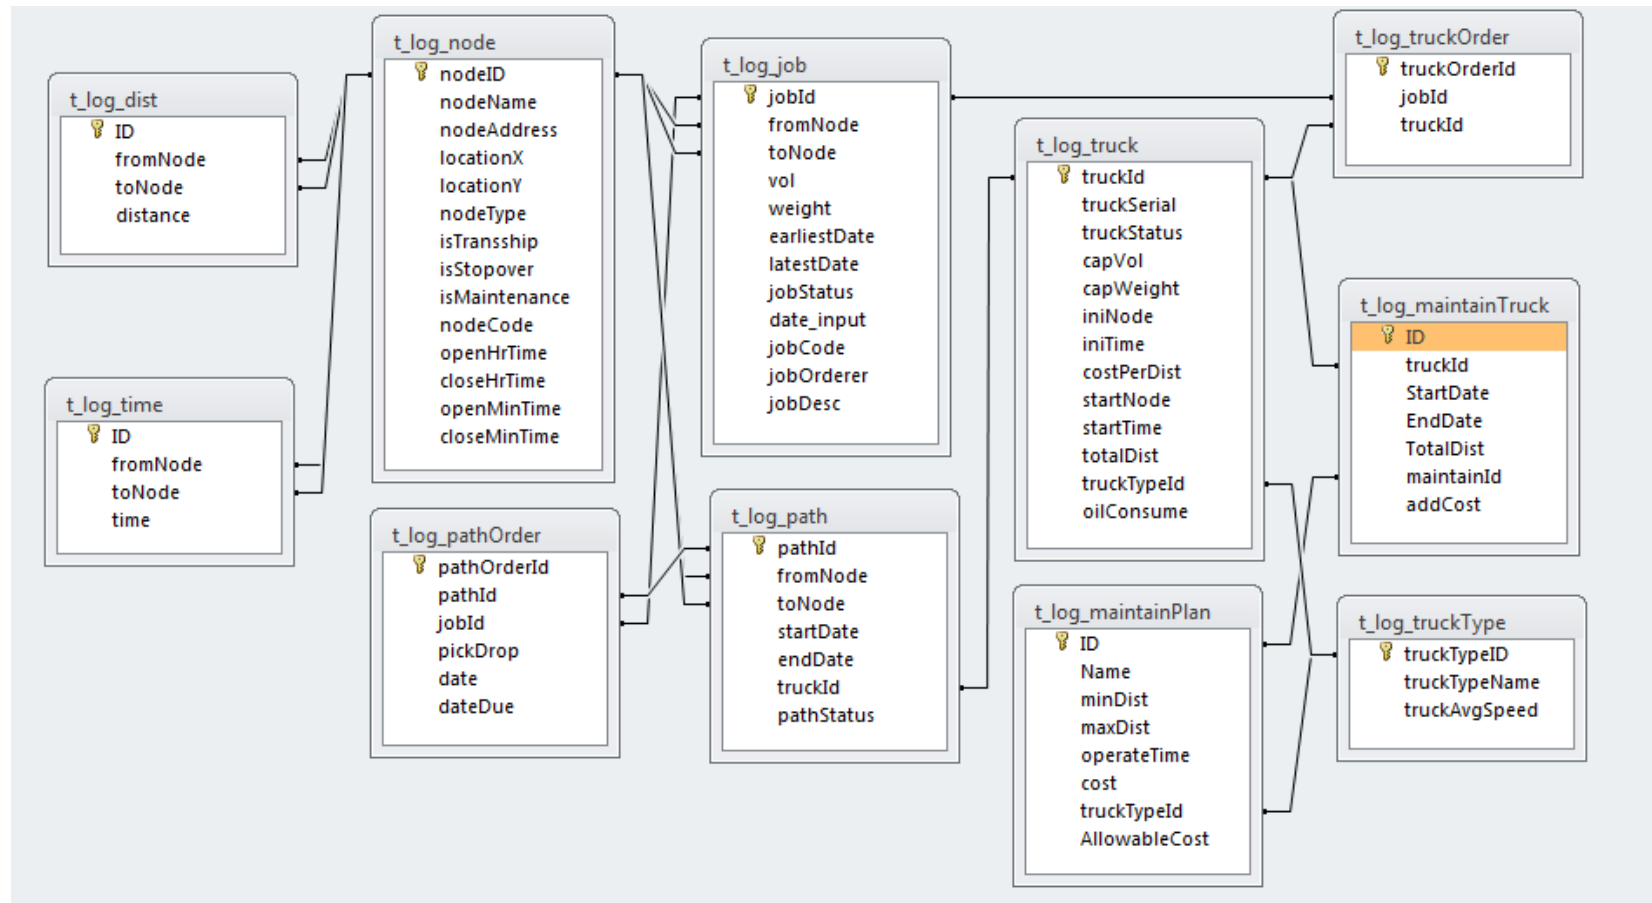 t_log_dist
ID
fromNode
toNode
distance
t_log_time
ID
fromNode
toNode
time
t_log_node
nodeID
nodeName
nodeAddress
locationX
locationY
nodeType
isTransship
isStopover
isMaintenance
nodeCode
openHrTime
closeHrTime
openMinTime
closeMinTime
t_log_pathOrder
pathOrderId
pathId
jobId
pickDrop
date
dateDue
t_log_job
jobId
fromNode
toNode
vol
weight
earliestDate
latestDate
jobStatus
date_input
jobCode
jobOrderer
jobDesc
t_log_path
pathId
fromNode
toNode
startDate
endDate
truckId
pathStatus
t_log_truck
truckId
truckSerial
truckStatus
capVol
capWeight
iniNode
iniTime
costPerDist
startNode
startTime
totalDist
truckTypeId
oilConsume
t_log_maintainPlan
ID
Name
minDist
maxDist
operateTime
cost
truckTypeId
AllowableCost
t_log_truckOrder
truckOrderId
jobId
truckId
t_log_maintainTruck
ID
truckId
StartDate
EndDate
TotalDist
maintainId
addCost
t_log_truckType
truckTypeID
truckTypeName
truckAvgSpeed